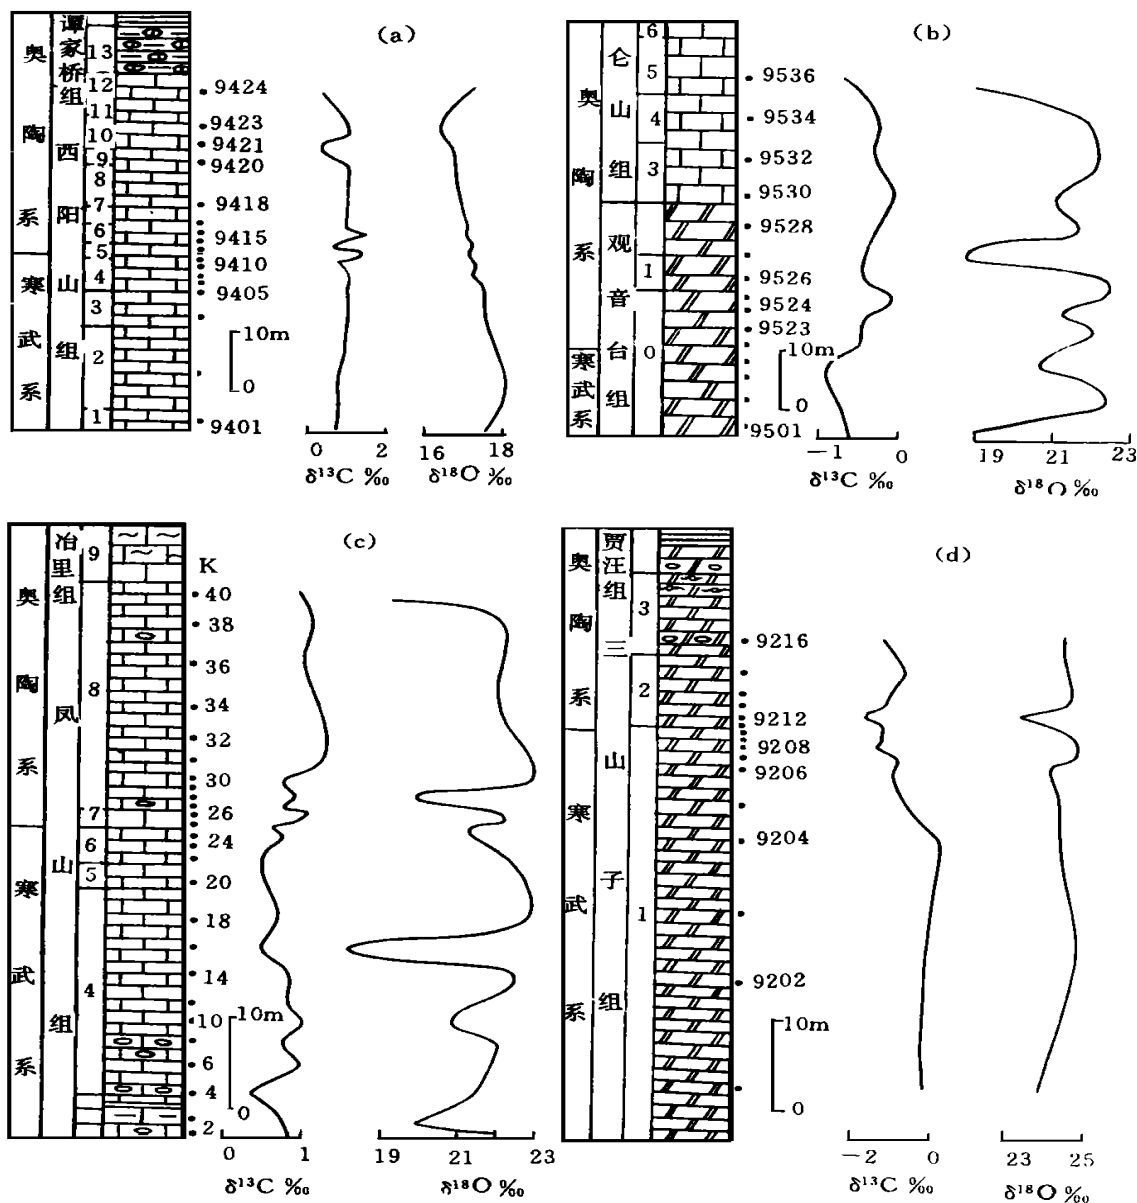 (a)
奥陶系
寒武系
谭家桥组
西阳山组
13
12
11
10
9
8
7
6
5
4
3
2
1
9424
9423
9421
9420
9418
9415
9410
9405
9401
10m
0
0 2
δ¹³C ‰
16 18
δ¹⁸O ‰
(b)
奥陶系
寒武系
仑山组
观音台组
6
5
4
3
1
0
9536
9534
9532
9530
9528
9526
9524
9523
9501
10m
0
−1 0
δ¹³C ‰
19 21 23
δ¹⁸O ‰
(c)
奥陶系
寒武系
冶里组
凤山组
9
8
7
6
5
4
K
40
38
36
34
32
30
26
24
20
18
14
10
6
4
2
10m
0
0 1
δ¹³C ‰
19 21 23
δ¹⁸O ‰
(d)
奥陶系
寒武系
贾汪组
三山子组
3
2
1
9216
9212
9208
9206
9204
9202
10m
0
−2 0
δ¹³C ‰
23 25
δ¹⁸O ‰